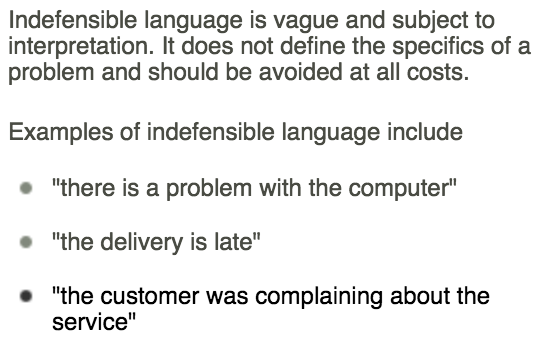 Indefensible language is vague and subject to
interpretation. It does not define the specifics of a
problem and should be avoided at all costs.
Examples of indefensible language include
"there is a problem with the computer"
"the delivery is late"
"the customer was complaining about the
service"